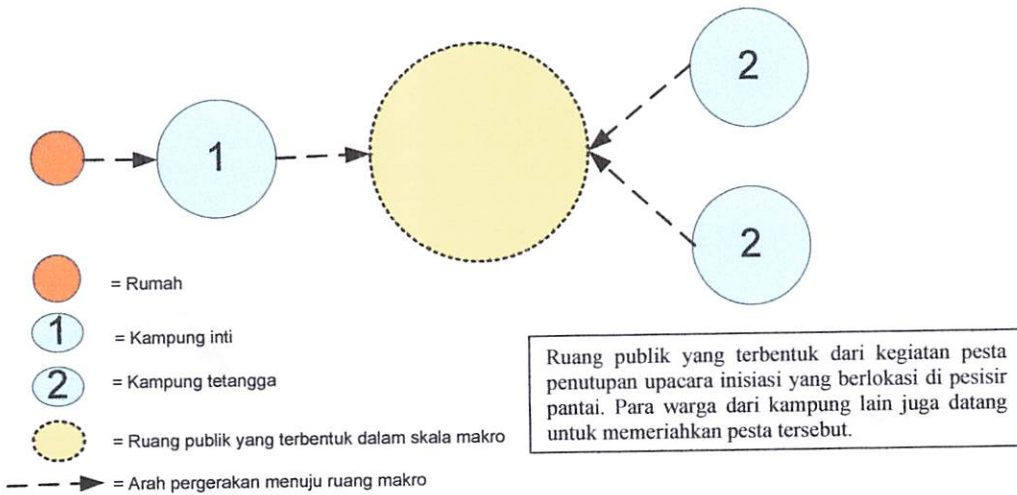 2
1
2
= Rumah
1 = Kampung inti
2 = Kampung tetangga
= Ruang publik yang terbentuk dalam skala makro
= Arah pergerakan menuju ruang makro
Ruang publik yang terbentuk dari kegiatan pesta
penutupan upacara inisiasi yang berlokasi di pesisir
pantai. Para warga dari kampung lain juga datang
untuk memeriahkan pesta tersebut.